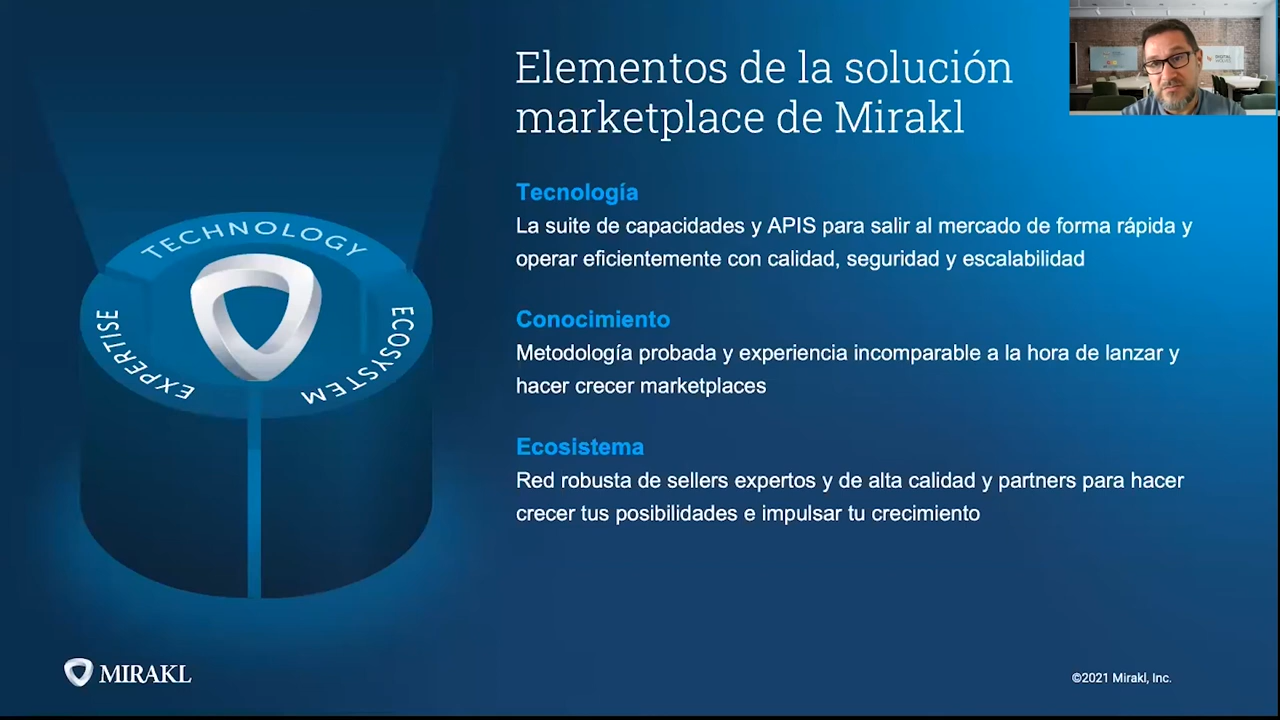 Elementos de la solución
marketplace de Mirakl
Tecnología
La suite de capacidades y APIS para salir al mercado de forma rápida y
operar eficientemente con calidad, seguridad y escalabilidad
Conocimiento
Metodología probada y experiencia incomparable a la hora de lanzar y
hacer crecer marketplaces
Ecosistema
Red robusta de sellers expertos y de alta calidad y partners para hacer
crecer tus posibilidades e impulsar tu crecimiento
TECHNOLOGY
EXPERTISE
ECOSYSTEM
MIRAKL
©2021 Mirakl, Inc.